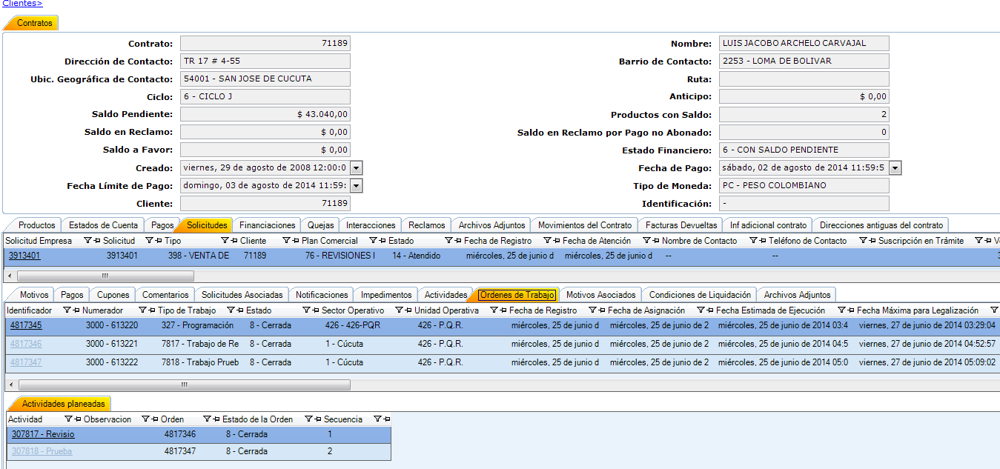 Clientes>
Contratos
Contrato: 71189 Nombre: LUIS JACOBO ARCHELO CARVAJAL
Dirección de Contacto: TR 17 # 4-55 Barrio de Contacto: 2253 - LOMA DE BOLIVAR
Ubic. Geográfica de Contacto: 54001 - SAN JOSE DE CUCUTA Ruta:
Ciclo: 6 - CICLO J Anticipo: $ 0,00
Saldo Pendiente: $ 43.040,00 Productos con Saldo: 2
Saldo en Reclamo: $ 0,00 Saldo en Reclamo por Pago no Abonado: 0
Saldo a Favor: $ 0,00 Estado Financiero: 6 - CON SALDO PENDIENTE
Creado: viernes, 29 de agosto de 2008 12:00:0 Fecha de Pago: sábado, 02 de agosto de 2014 11:59:5
Fecha Límite de Pago: domingo, 03 de agosto de 2014 11:59: Tipo de Moneda: PC - PESO COLOMBIANO
Cliente: 71189 Identificación: -
Productos Estados de Cuenta Pagos Solicitudes Financiaciones Quejas Interacciones Reclamos Archivos Adjuntos Movimientos del Contrato Facturas Devueltas Inf adicional contrato Direcciones antiguas del contrato
Solicitud Empresa Solicitud Tipo Cliente Plan Comercial Estado Fecha de Registro Fecha de Atención Nombre de Contacto Teléfono de Contacto Suscripción en Trámite
3913401 3913401 398 - VENTA DE 71189 76 - REVISIONES I 14 - Atendido miércoles, 25 de junio d miércoles, 25 de junio d -- --
Motivos Pagos Cupones Comentarios Solicitudes Asociadas Notificaciones Impedimentos Actividades Ordenes de Trabajo Motivos Asociados Condiciones de Liquidación Archivos Adjuntos
Identificador Numerador Tipo de Trabajo Estado Sector Operativo Unidad Operativa Fecha de Registro Fecha de Asignación Fecha Estimada de Ejecución Fecha Máxima para Legalización
4817345 3000 - 613220 327 - Programación 8 - Cerrada 426 - 426-PQR 426 - P.Q.R. miércoles, 25 de junio d miércoles, 25 de junio de 2 miércoles, 25 de junio de 2014 03:4 viernes, 27 de junio de 2014 03:29:04
4817346 3000 - 613221 7817 - Trabajo de Re 8 - Cerrada 1 - Cúcuta 426 - P.Q.R. miércoles, 25 de junio d miércoles, 25 de junio de 2 miércoles, 25 de junio de 2014 04:5 viernes, 27 de junio de 2014 04:52:57
4817347 3000 - 613222 7818 - Trabajo Prueb 8 - Cerrada 1 - Cúcuta 426 - P.Q.R. miércoles, 25 de junio d miércoles, 25 de junio de 2 miércoles, 25 de junio de 2014 05:0 viernes, 27 de junio de 2014 05:09:02
Actividades planeadas
Actividad Observacion Orden Estado de la Orden Secuencia
307817 - Revisio 4817346 8 - Cerrada 1
307818 - Prueba 4817347 8 - Cerrada 2